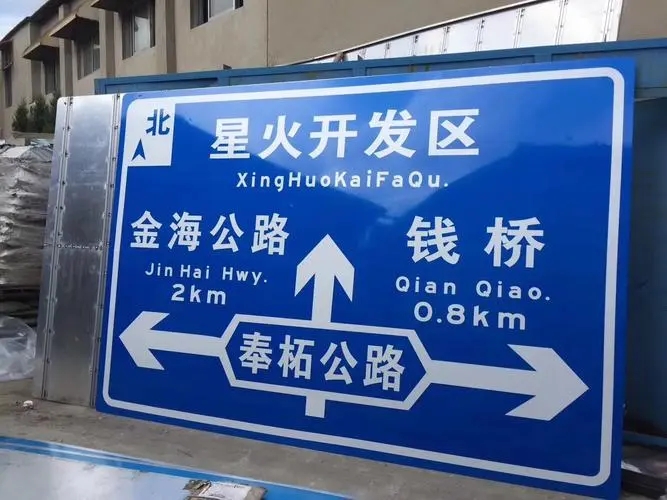 北
星火开发区
XingHuoKaiFaQu.
金海公路
Jin Hai Hwy.
2km
钱桥
Qian Qiao.
0.8km
奉柘公路